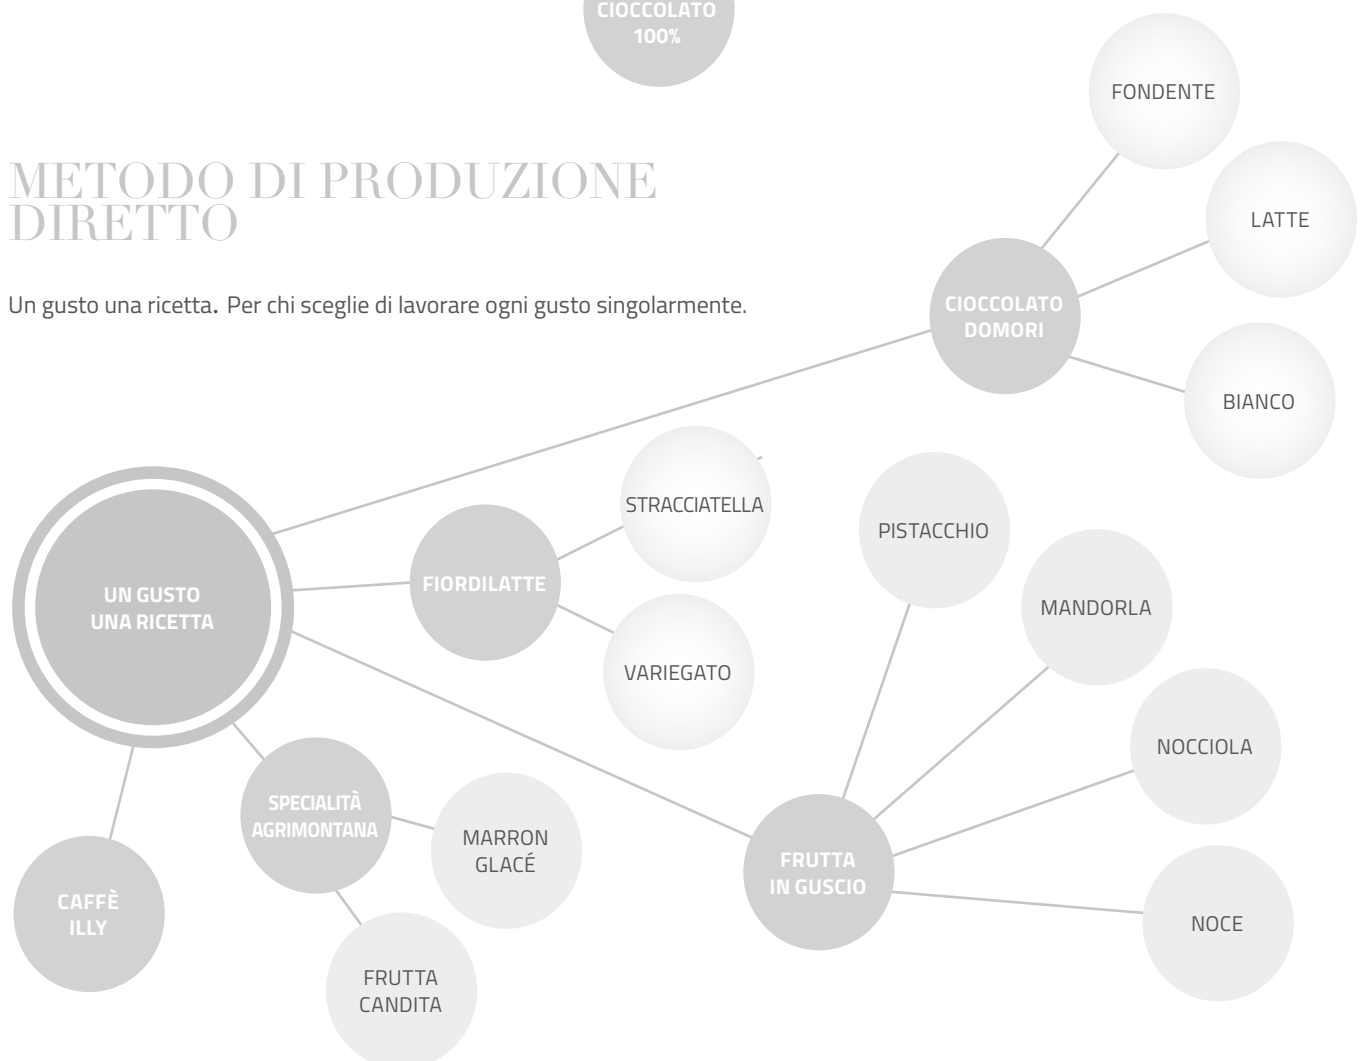 CIOCCOLATO
100%
FONDENTE
LATTE
METODO DI PRODUZIONE
DIRETTO
Un gusto una ricetta. Per chi sceglie di lavorare ogni gusto singolarmente.
CIOCCOLATO
DOMORI
BIANCO
STRACCIATELLA
PISTACCHIO
FIORDILATTE
UN GUSTO
UNA RICETTA
MANDORLA
VARIEGATO
NOCCIOLA
SPECIALITÀ
AGRIMONTANA
MARRON
GLACÉ
FRUTTA
IN GUSCIO
CAFFÈ
ILLY
NOCE
FRUTTA
CANDITA